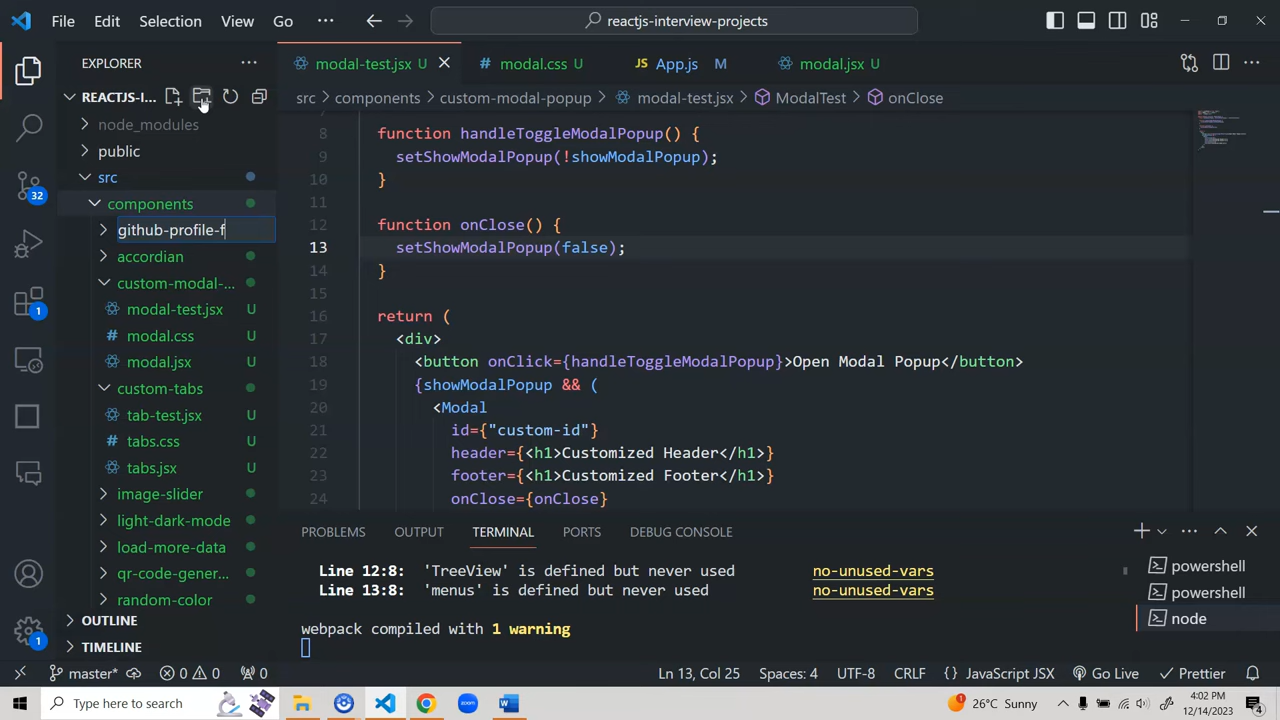 File Edit Selection View Go ··· reactjs-interview-projects
EXPLORER
REACTJS-I...
node_modules
public
src
components
github-profile-f
accordian
custom-modal-...
modal-test.jsx U
modal.css U
modal.jsx U
custom-tabs
tab-test.jsx U
tabs.css U
tabs.jsx U
image-slider
light-dark-mode
load-more-data
qr-code-gener...
random-color
OUTLINE
TIMELINE
32
1
1
modal-test.jsx U modal.css U JS App.js M modal.jsx U
src > components > custom-modal-popup > modal-test.jsx > ModalTest > onClose
8 function handleToggleModalPopup() {
9 setShowModalPopup(!showModalPopup);
10 }
11
12 function onClose() {
13 setShowModalPopup(false);
14 }
15
16 return (
17 <div>
18 <button onClick={handleToggleModalPopup}>Open Modal Popup</button>
19 {showModalPopup && (
20 <Modal
21 id={"custom-id"}
22 header={<h1>Customized Header</h1>}
23 footer={<h1>Customized Footer</h1>}
24 onClose={onClose}
PROBLEMS OUTPUT TERMINAL PORTS DEBUG CONSOLE
Line 12:8: 'TreeView' is defined but never used no-unused-vars
Line 13:8: 'menus' is defined but never used no-unused-vars
webpack compiled with 1 warning
powershell
powershell
node
master* 0 0 0 Ln 13, Col 25 Spaces: 4 UTF-8 CRLF {} JavaScript JSX Go Live Prettier
Type here to search
zoom
W
1
26°C Sunny
4:02 PM
12/14/2023
4